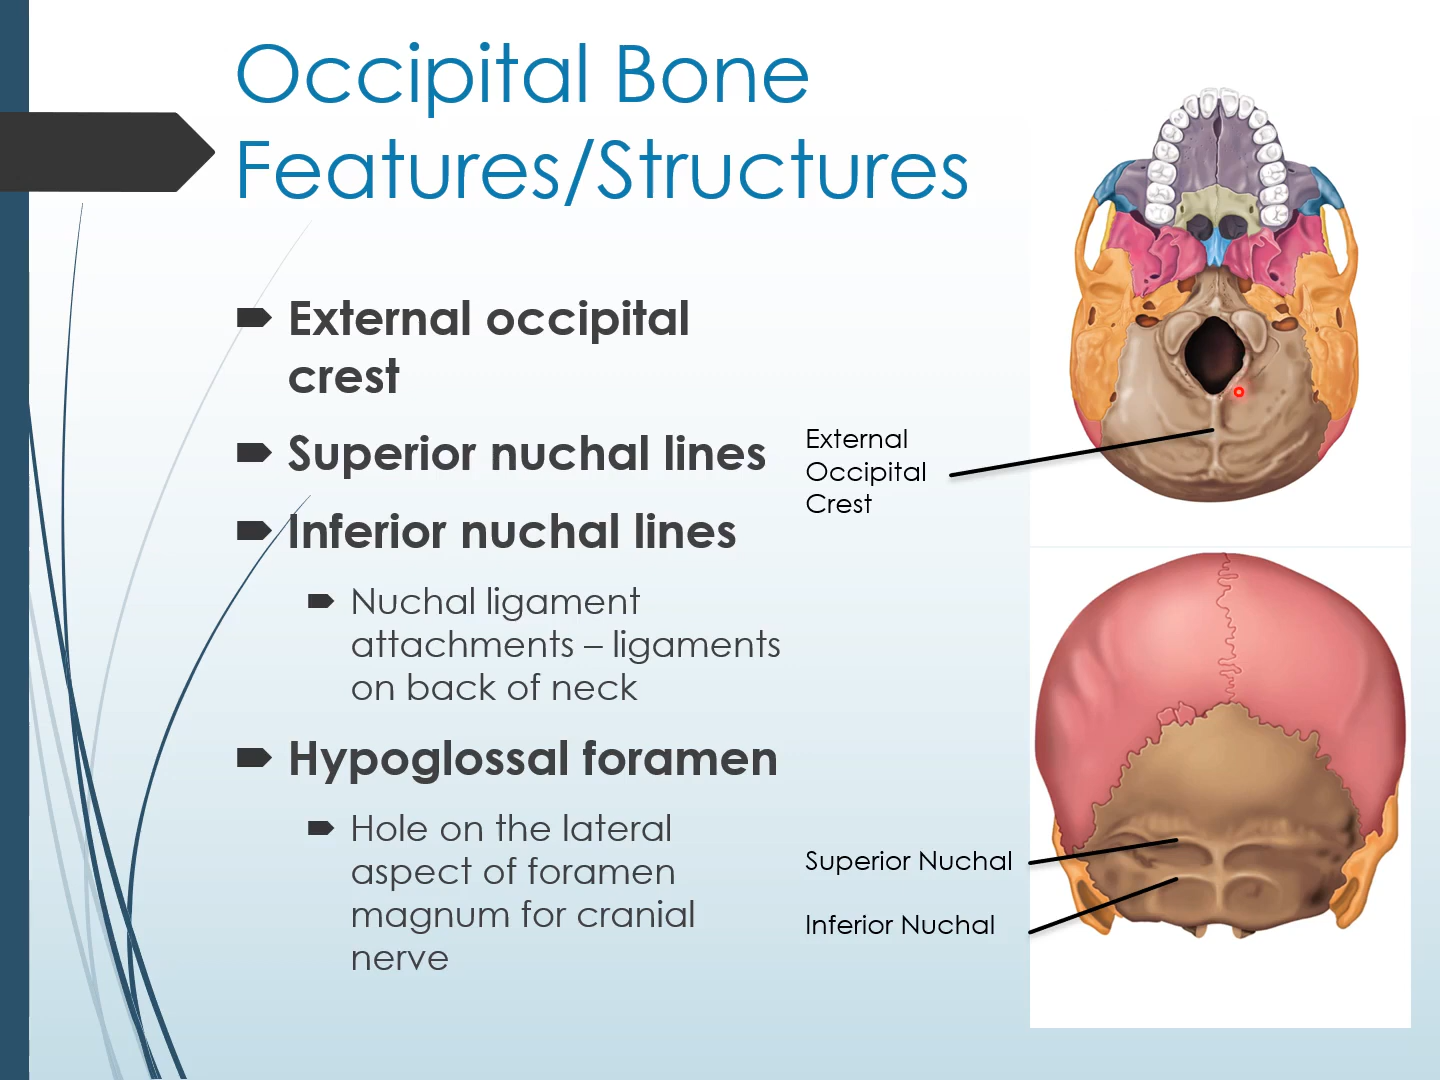 Occipital Bone
Features/Structures
External occipital
crest
Superior nuchal lines
Inferior nuchal lines
Nuchal ligament
attachments – ligaments
on back of neck
Hypoglossal foramen
Hole on the lateral
aspect of foramen
magnum for cranial
nerve
External
Occipital
Crest
Superior Nuchal
Inferior Nuchal